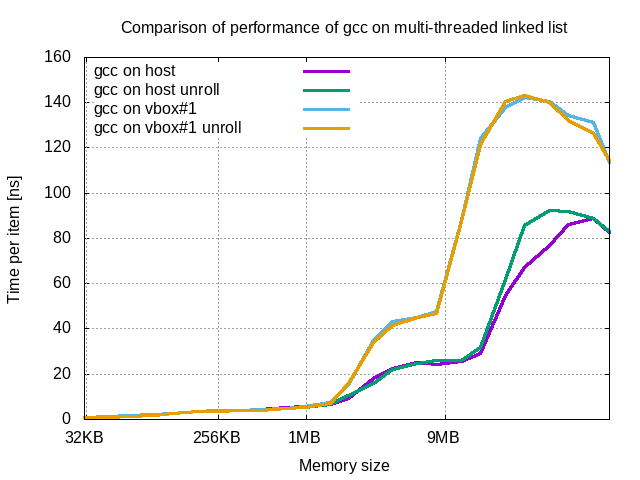 Comparison of performance of gcc on multi-threaded linked list
160
140
120
100
80
60
40
20
0
Time per item [ns]
gcc on host
gcc on host unroll
gcc on vbox#1
gcc on vbox#1 unroll
32KB
256KB
1MB
9MB
Memory size